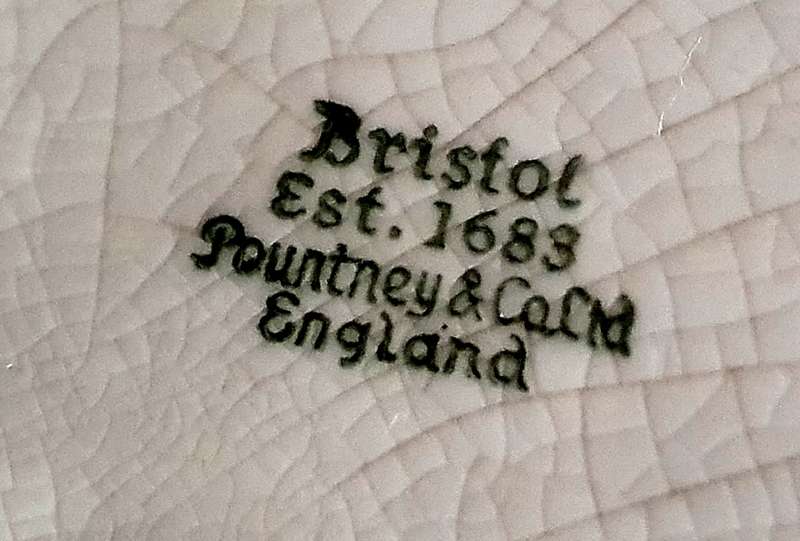 Bristol
Est. 1683
Pountney & Co Ltd
England